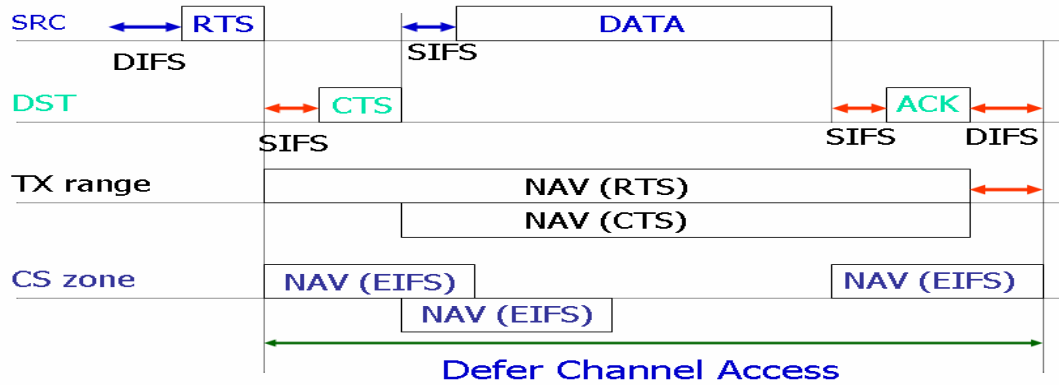 SRC
RTS
DATA
DIFS
SIFS
DST
CTS
ACK
SIFS
SIFS
DIFS
TX range
NAV (RTS)
NAV (CTS)
CS zone
NAV (EIFS)
NAV (EIFS)
NAV (EIFS)
Defer Channel Access